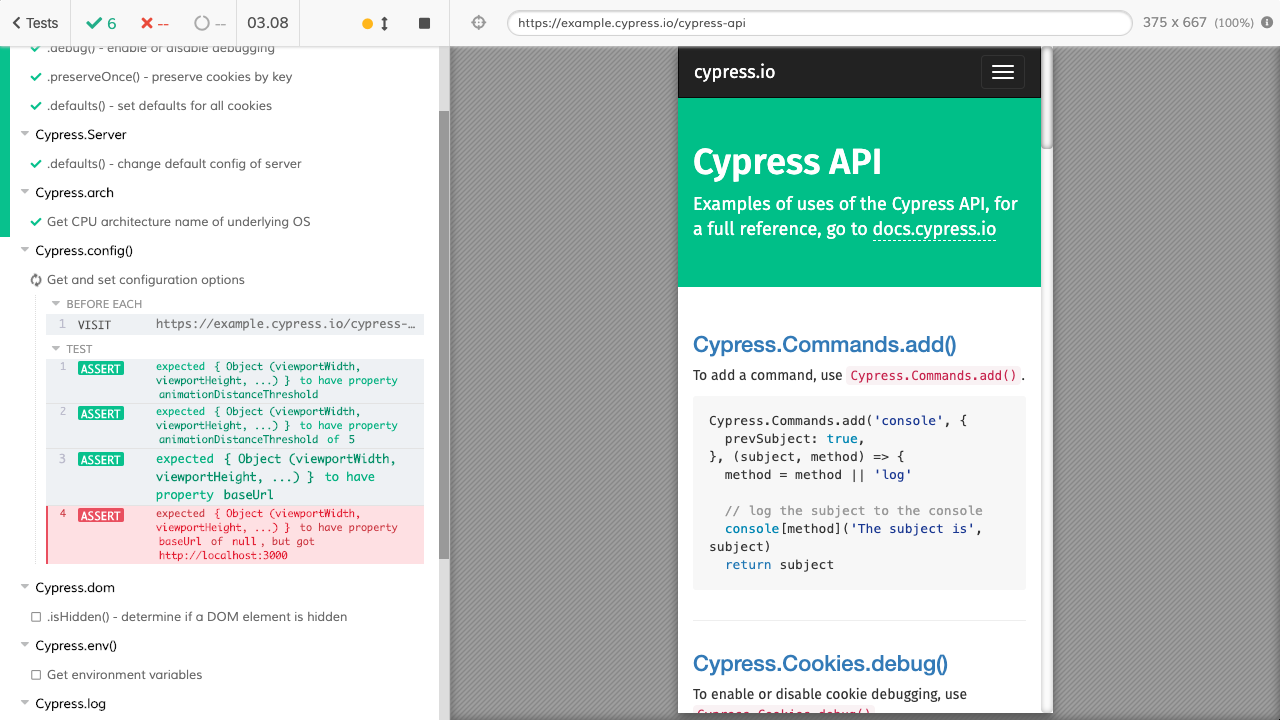 Tests
6
--
--
03.08
https://example.cypress.io/cypress-api
375 x 667 (100%)
.debug() - enable or disable debugging
.preserveOnce() - preserve cookies by key
.defaults() - set defaults for all cookies
Cypress.Server
.defaults() - change default config of server
Cypress.arch
Get CPU architecture name of underlying OS
Cypress.config()
Get and set configuration options
BEFORE EACH
1 VISIT https://example.cypress.io/cypress-…
TEST
1 ASSERT expected { Object (viewportWidth,
viewportHeight, ...) } to have property
animationDistanceThreshold
2 ASSERT expected { Object (viewportWidth,
viewportHeight, ...) } to have property
animationDistanceThreshold of 5
3 ASSERT expected { Object (viewportWidth,
viewportHeight, ...) } to have
property baseUrl
4 ASSERT expected { Object (viewportWidth,
viewportHeight, ...) } to have property
baseUrl of null, but got
http://localhost:3000
Cypress.dom
.isHidden() - determine if a DOM element is hidden
Cypress.env()
Get environment variables
Cypress.log
cypress.io
Cypress API
Examples of uses of the Cypress API, for
a full reference, go to docs.cypress.io
Cypress.Commands.add()
To add a command, use Cypress.Commands.add().
Cypress.Commands.add('console', {
prevSubject: true,
}, (subject, method) => {
method = method || 'log'
// log the subject to the console
console[method]('The subject is',
subject)
return subject
Cypress.Cookies.debug()
To enable or disable cookie debugging, use
Cypress.Cookies.debug()